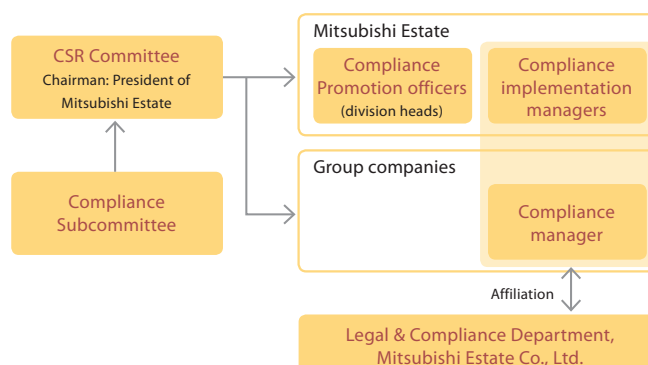 CSR Committee
Chairman: President of
Mitsubishi Estate
Compliance
Subcommittee
Mitsubishi Estate
Compliance
Promotion officers
(division heads)
Compliance
implementation
managers
Group companies
Compliance
manager
Affiliation
Legal & Compliance Department,
Mitsubishi Estate Co., Ltd.